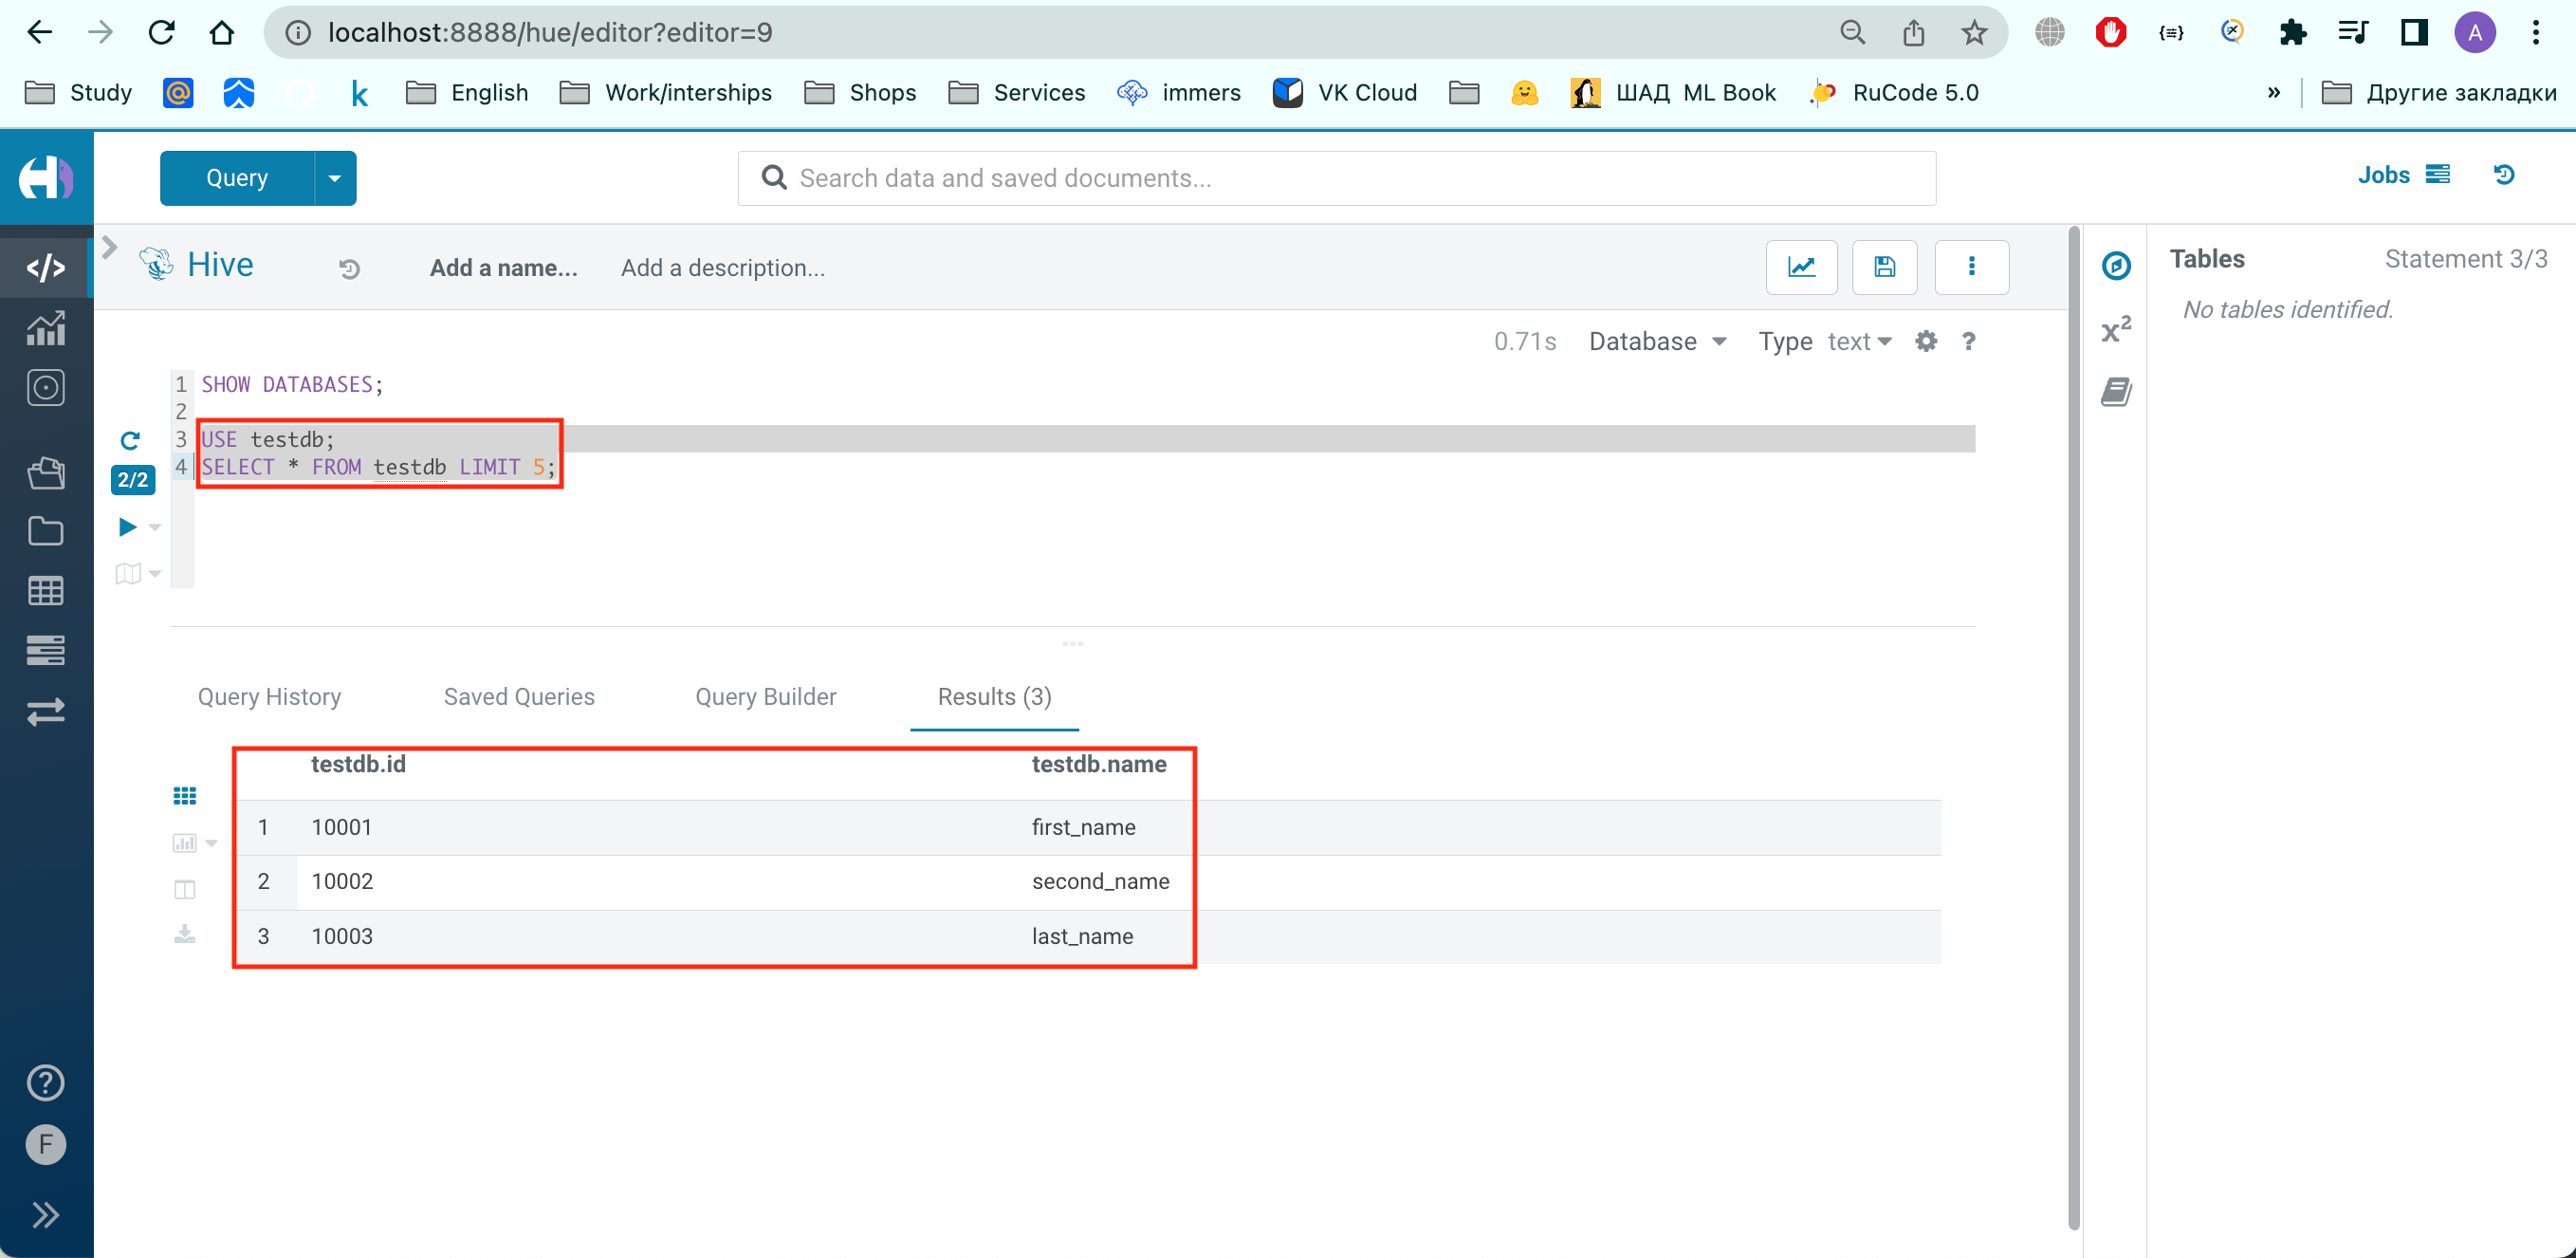 localhost:8888/hue/editor?editor=9
A
Study
k
English
Work/interships
Shops
Services
immers
VK Cloud
ШАД ML Book
RuCode 5.0
»
Другие закладки
Query
Search data and saved documents...
Jobs
Hive
Add a name...
Add a description...
Tables
Statement 3/3
No tables identified.
0.71s
Database
Type text
?
x²
1 SHOW DATABASES;
2
3 USE testdb;
4 SELECT * FROM testdb LIMIT 5;
2/2
Query History
Saved Queries
Query Builder
Results (3)
testdb.id testdb.name
1 10001 first_name
2 10002 second_name
3 10003 last_name
F